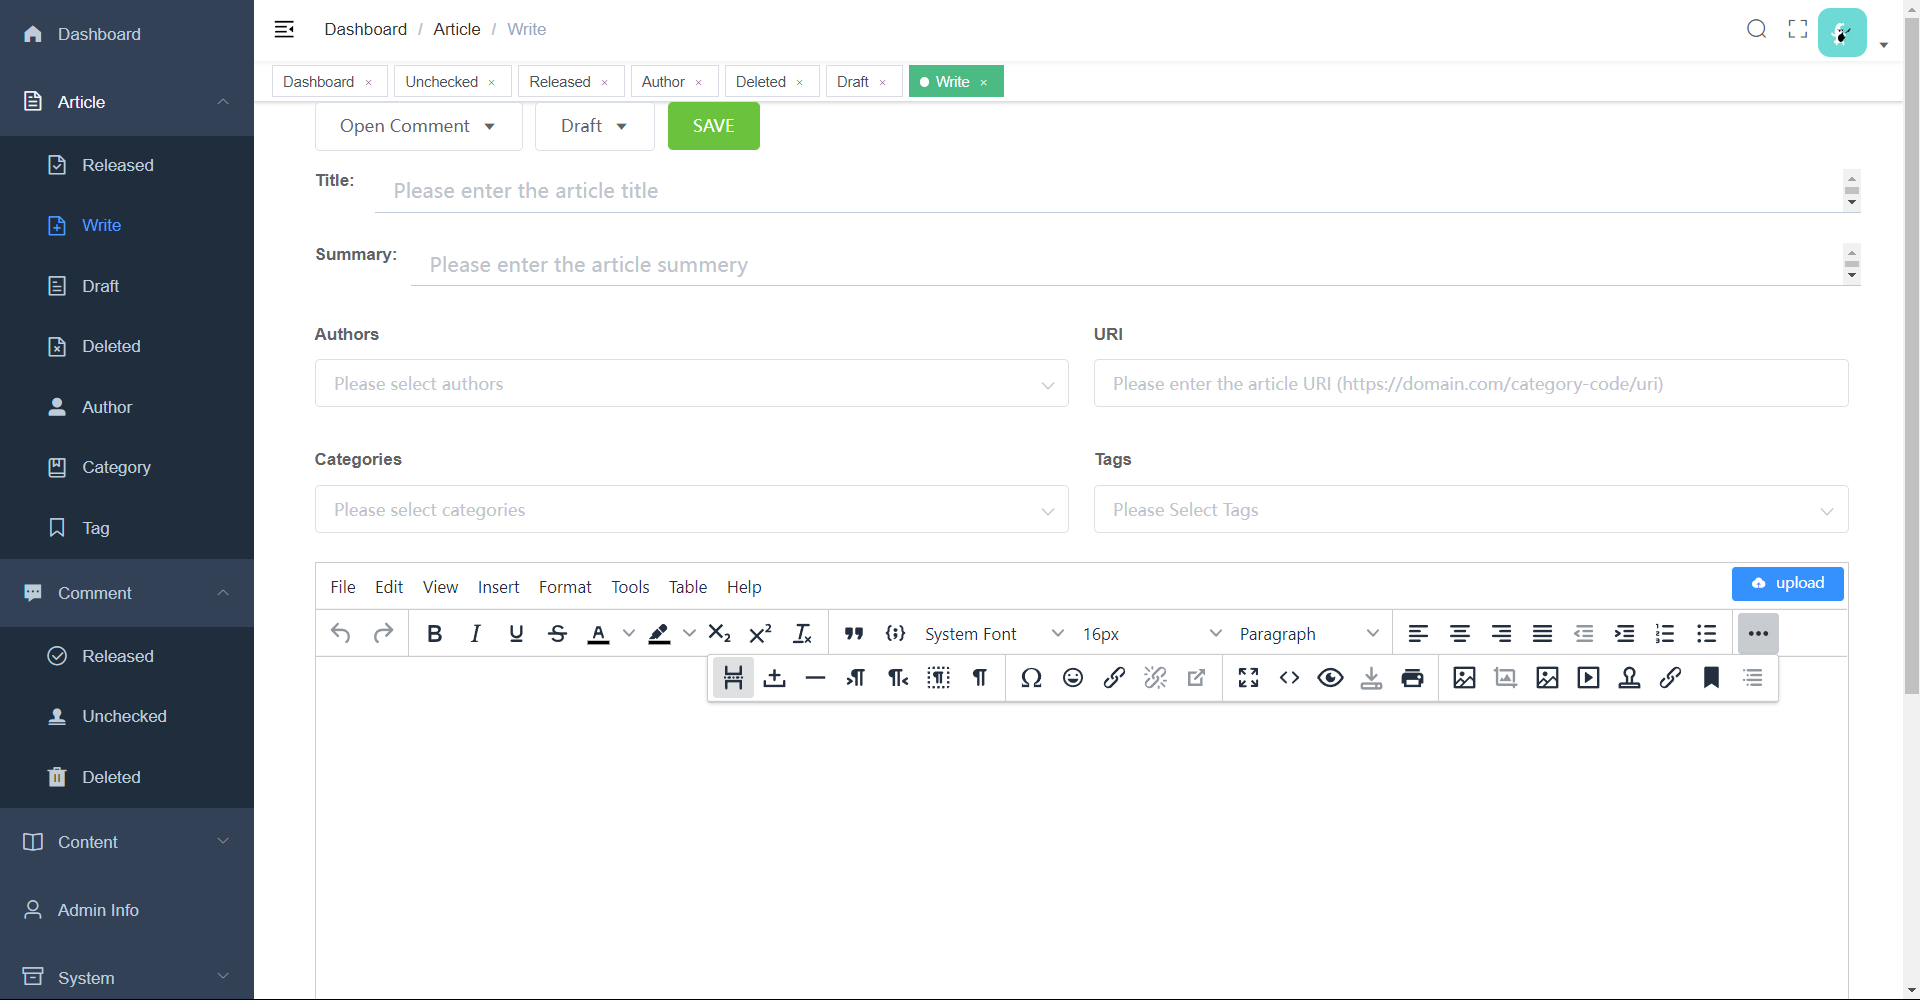 Dashboard
Article
Released
Write
Draft
Deleted
Author
Category
Tag
Comment
Released
Unchecked
Deleted
Content
Admin Info
System
Dashboard / Article / Write
Dashboard × Unchecked × Released × Author × Deleted × Draft × Write ×
Open Comment Draft SAVE
Title: Please enter the article title
Summary: Please enter the article summery
Authors URI
Please select authors Please enter the article URI (https://domain.com/category-code/uri)
Categories Tags
Please select categories Please Select Tags
File Edit View Insert Format Tools Table Help upload
System Font 16px Paragraph